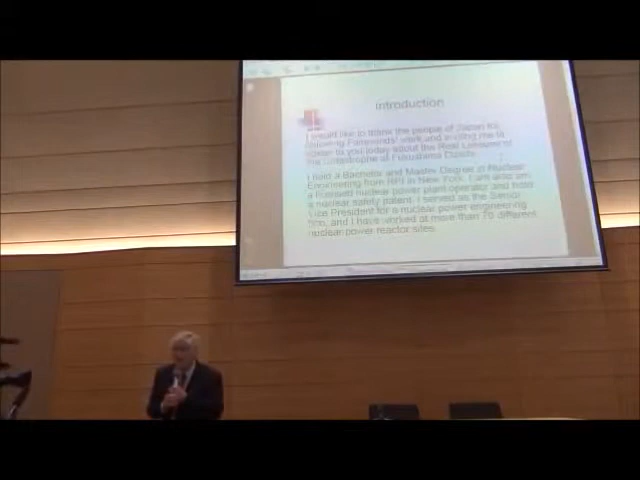 Introduction
I would like to thank the people of Japan for
following Fairewinds' work and inviting me to
speak to you today about the Real Lessons of
the Catastrophe at Fukushima Daiichi.
I hold a Bachelors and Master Degree in Nuclear
Engineering from RPI in New York. I am also am
a licensed nuclear power plant operator and hold
a nuclear safety patent. I served as the Senior
Vice President for a nuclear power engineering
firm, and I have worked at more than 70 different
nuclear power reactor sites.